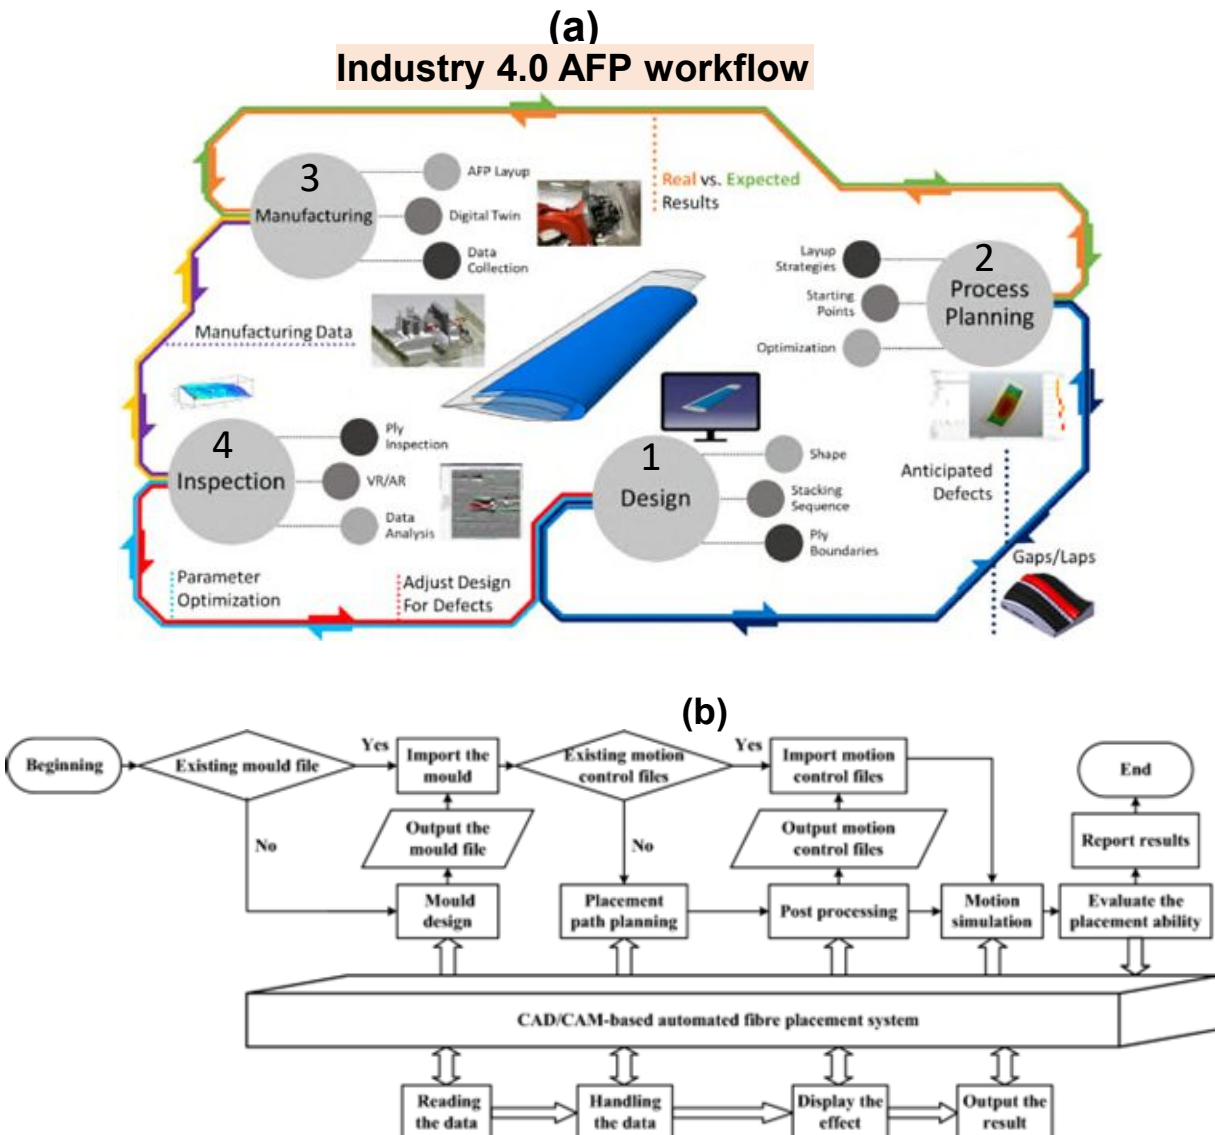 (a)
Industry 4.0 AFP workflow
3
Manufacturing
AFP Layup
Digital Twin
Data
Collection
Real vs. Expected
Results
Layup
Strategies
Starting
Points
Optimization
2
Process
Planning
Manufacturing Data
4
Inspection
Ply
Inspection
VR/AR
Data
Analysis
1
Design
Shape
Stacking
Sequence
Ply
Boundaries
Anticipated
Defects
Gaps/Laps
Parameter
Optimization
Adjust Design
For Defects
(b)
Beginning
Existing mould file
Yes
Import the
mould
Existing motion
control files
Yes
Import motion
control files
End
No
Output the
mould file
No
Output motion
control files
Report results
Mould
design
Placement
path planning
Post processing
Motion
simulation
Evaluate the
placement ability
CAD/CAM-based automated fibre placement system
Reading
the data
Handling
the data
Display the
effect
Output the
result